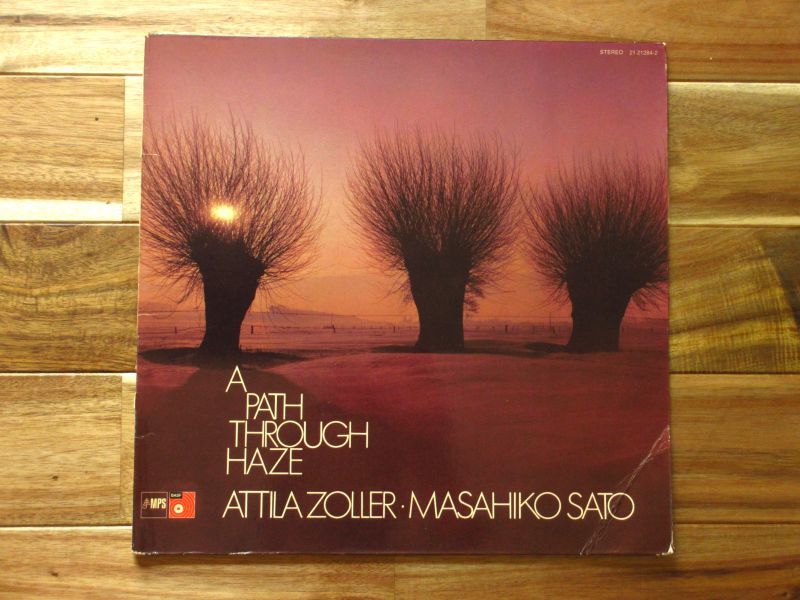 STEREO 21 21284-2
A
PATH
THROUGH
HAZE
MPS
BASF
ATTILA ZOLLER · MASAHIKO SATO